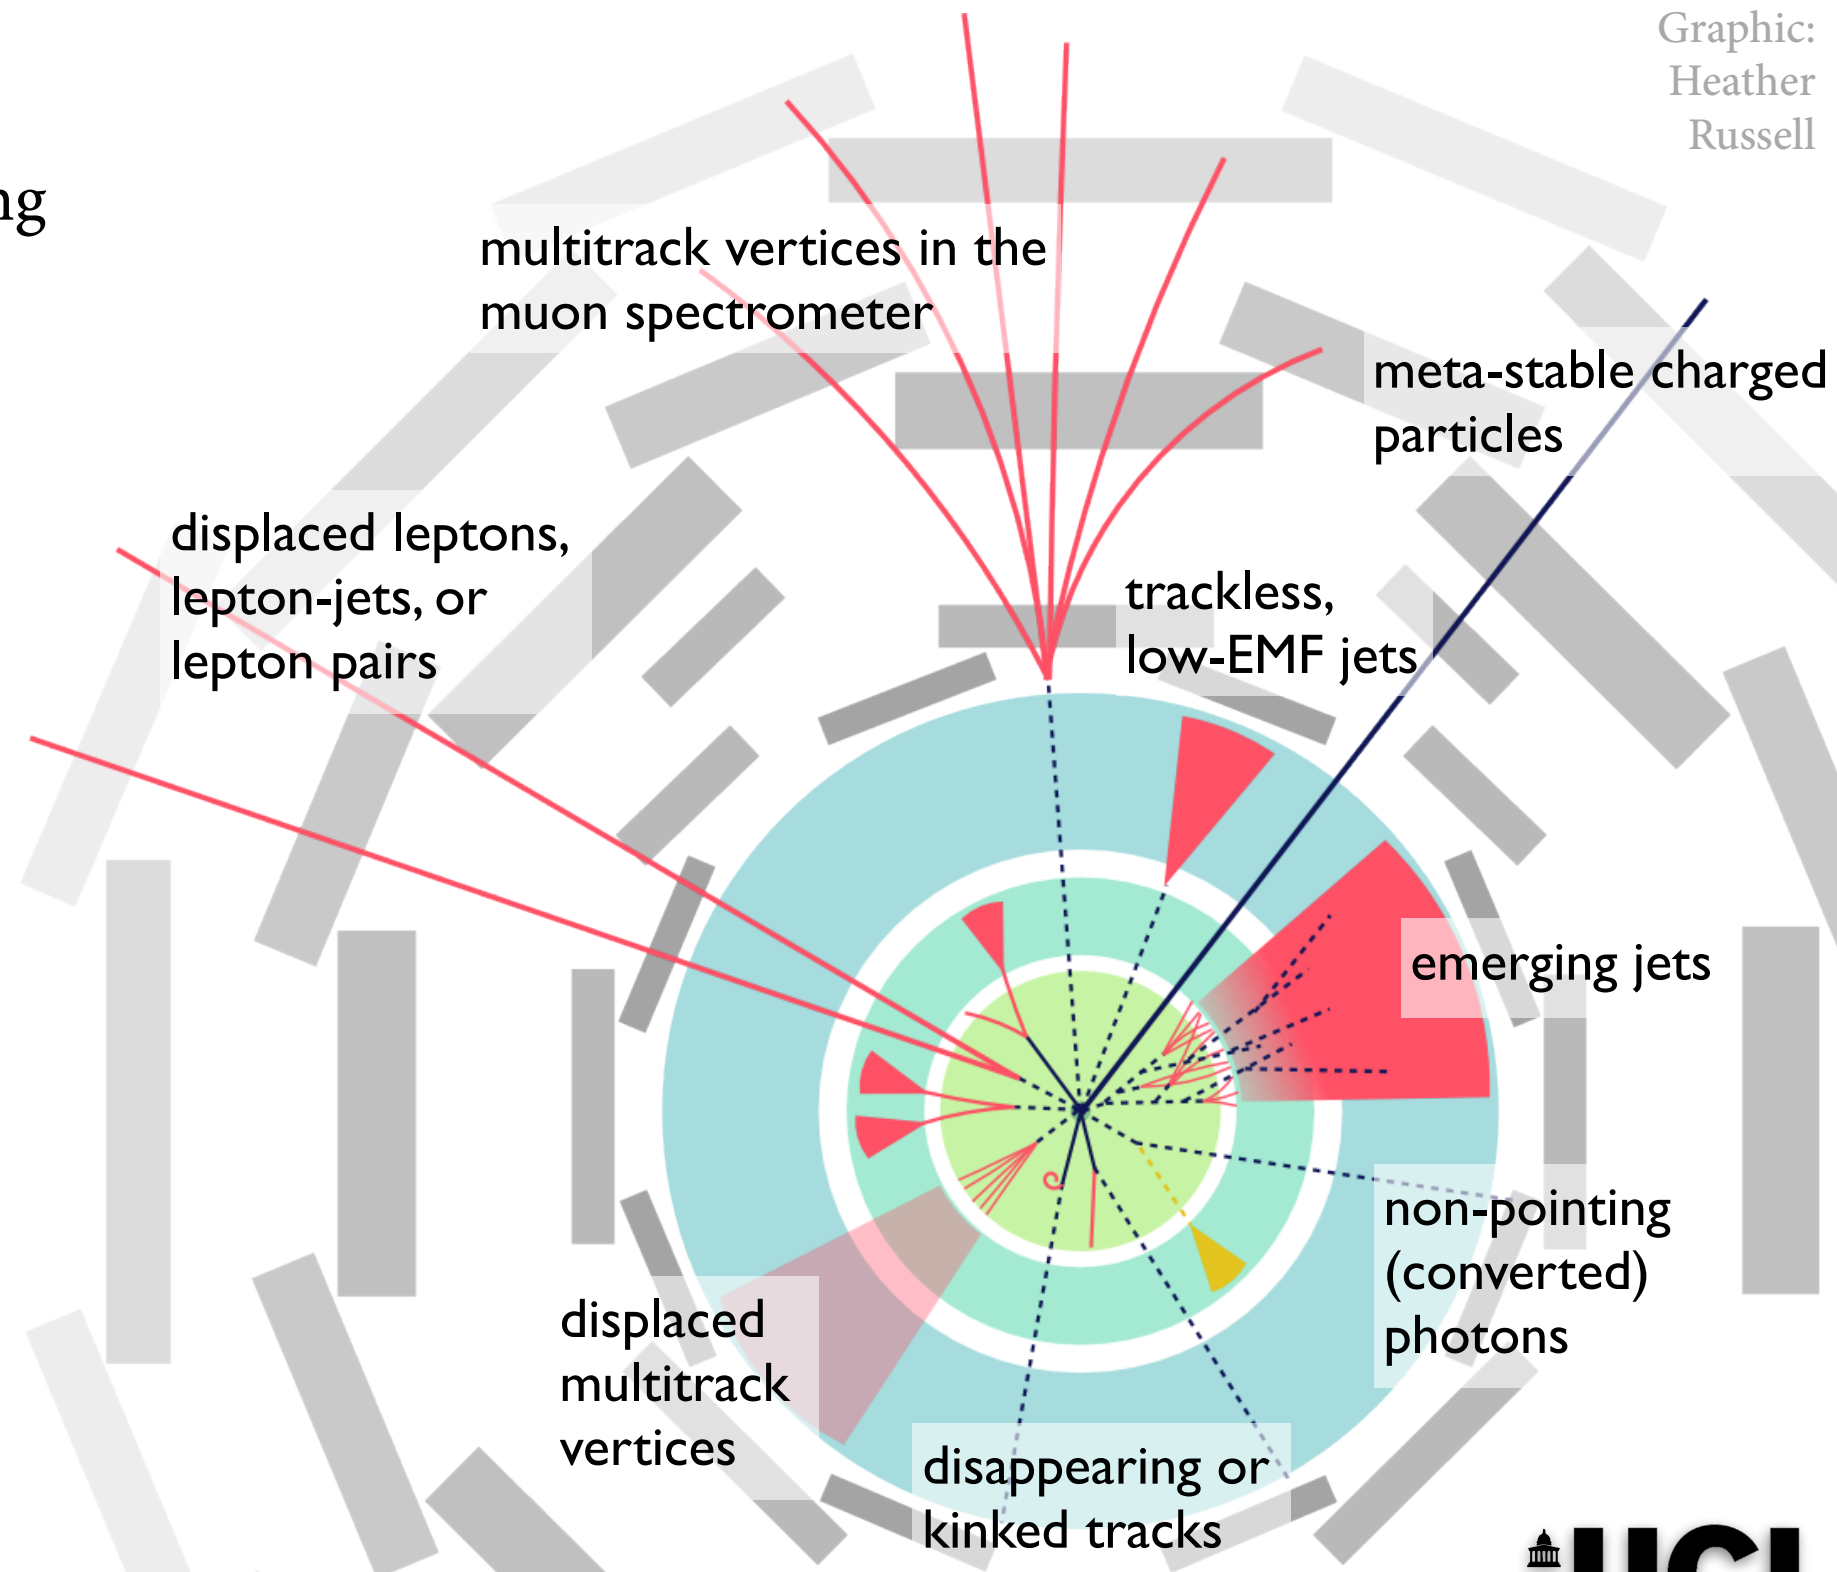 Graphic:
Heather
Russell
multitrack vertices in the
muon spectrometer
meta-stable charged
particles
displaced leptons,
lepton-jets, or
lepton pairs
trackless,
low-EMF jets
emerging jets
non-pointing
(converted)
photons
displaced
multitrack
vertices
disappearing or
kinked tracks